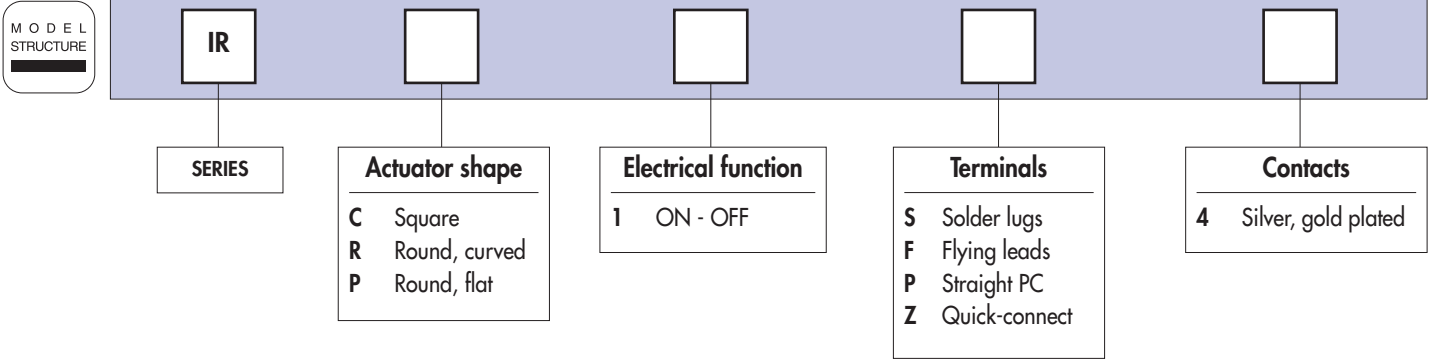 MODEL
STRUCTURE
IR
SERIES
Actuator shape
C Square
R Round, curved
P Round, flat
Electrical function
1 ON - OFF
Terminals
S Solder lugs
F Flying leads
P Straight PC
Z Quick-connect
Contacts
4 Silver, gold plated